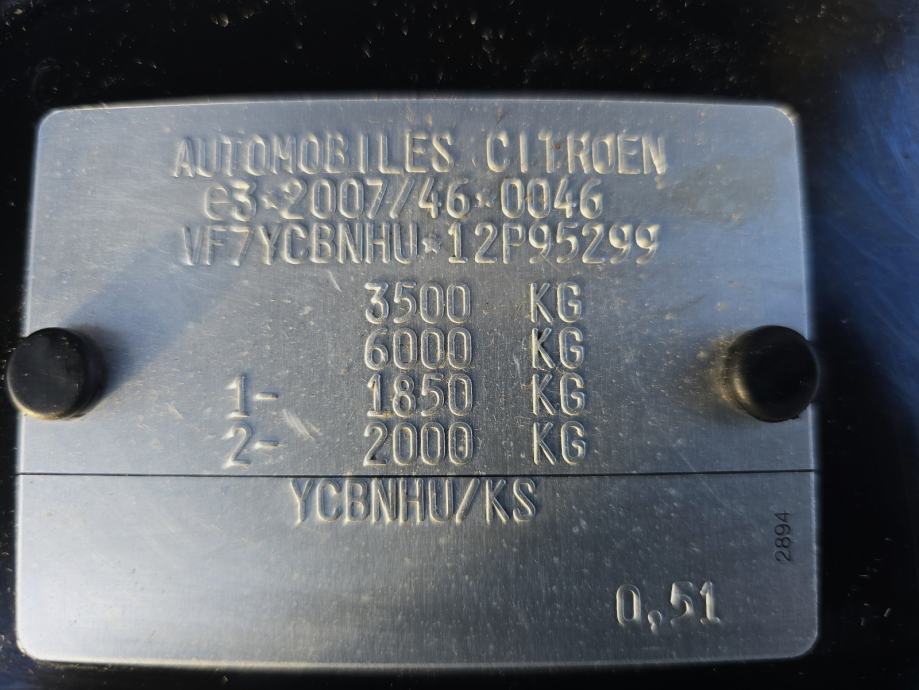 AUTOMOBILES CITROEN
e3*2007/46*0046
VF7YCBNHU*12P95299
3500 KG
6000 KG
1- 1850 KG
2- 2000 KG
YCBNHU/KS
2894
0,51